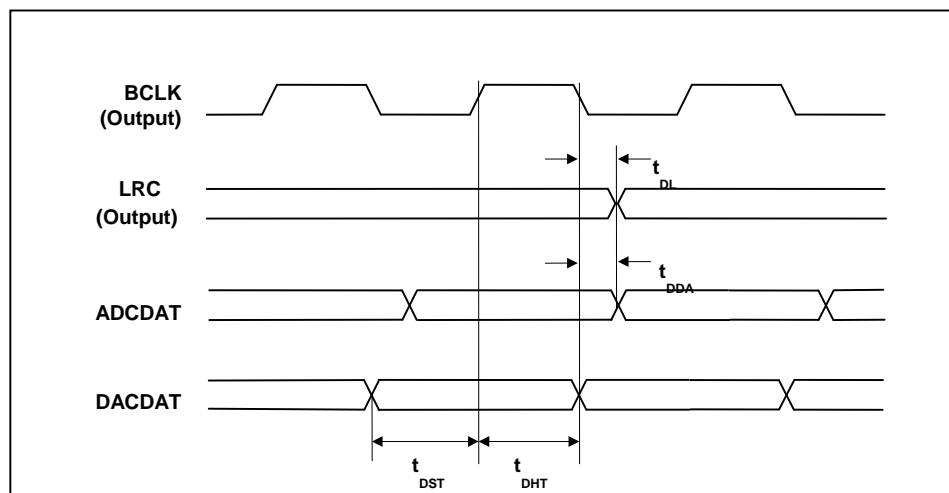 BCLK
(Output)
t DL
LRC
(Output)
t DDA
ADCDAT
DACDAT
t DST
t DHT